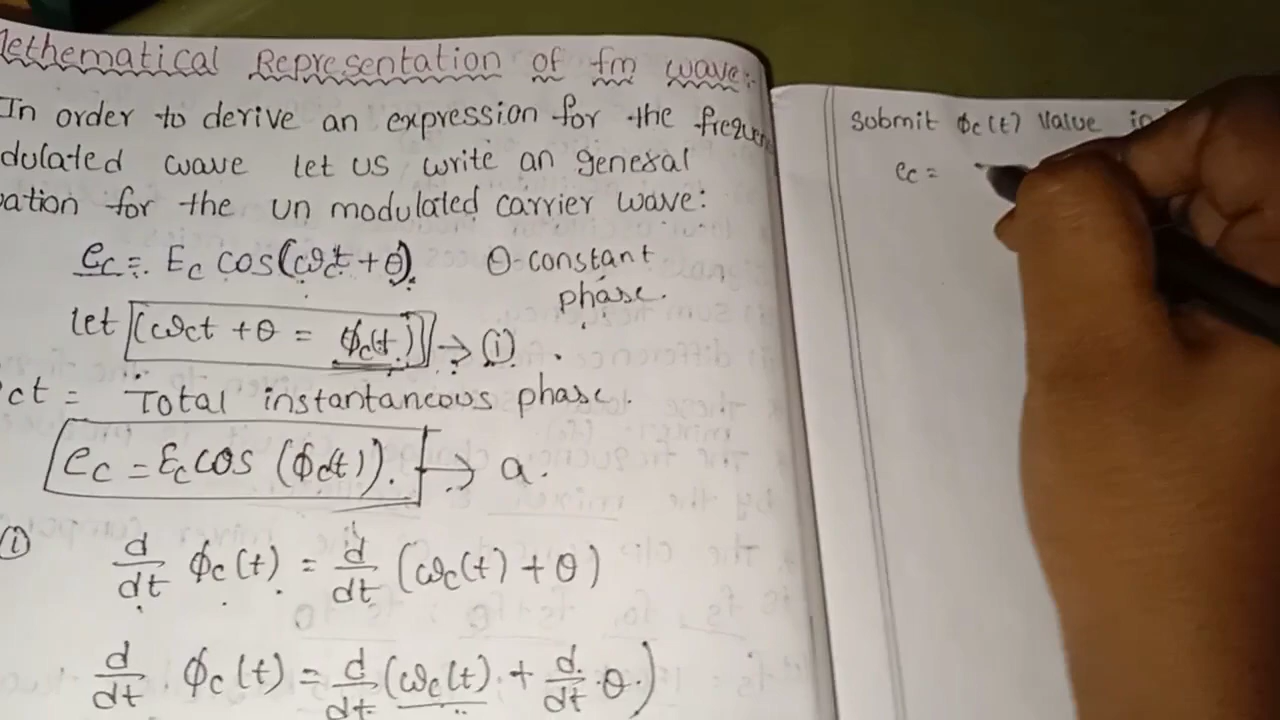 Methematical Representation of fm wave:-
In order to derive an expression for the frequen
dulated wave let us write an general
ation for the un modulated carrier wave:
ec = Ec cos(ωct + θ) θ-constant
phase.
let [ωct + θ = ϕc(t)] → (i)
ct = Total instantaneous phase.
ec = Ec cos (ϕc(t)). → a.
(i) d/dt ϕc(t) = d/dt (ωc(t) + θ)
d/dt ϕc(t) = d/dt (ωc(t) + d/dt θ)
Submit ϕc(t) value in
ec =